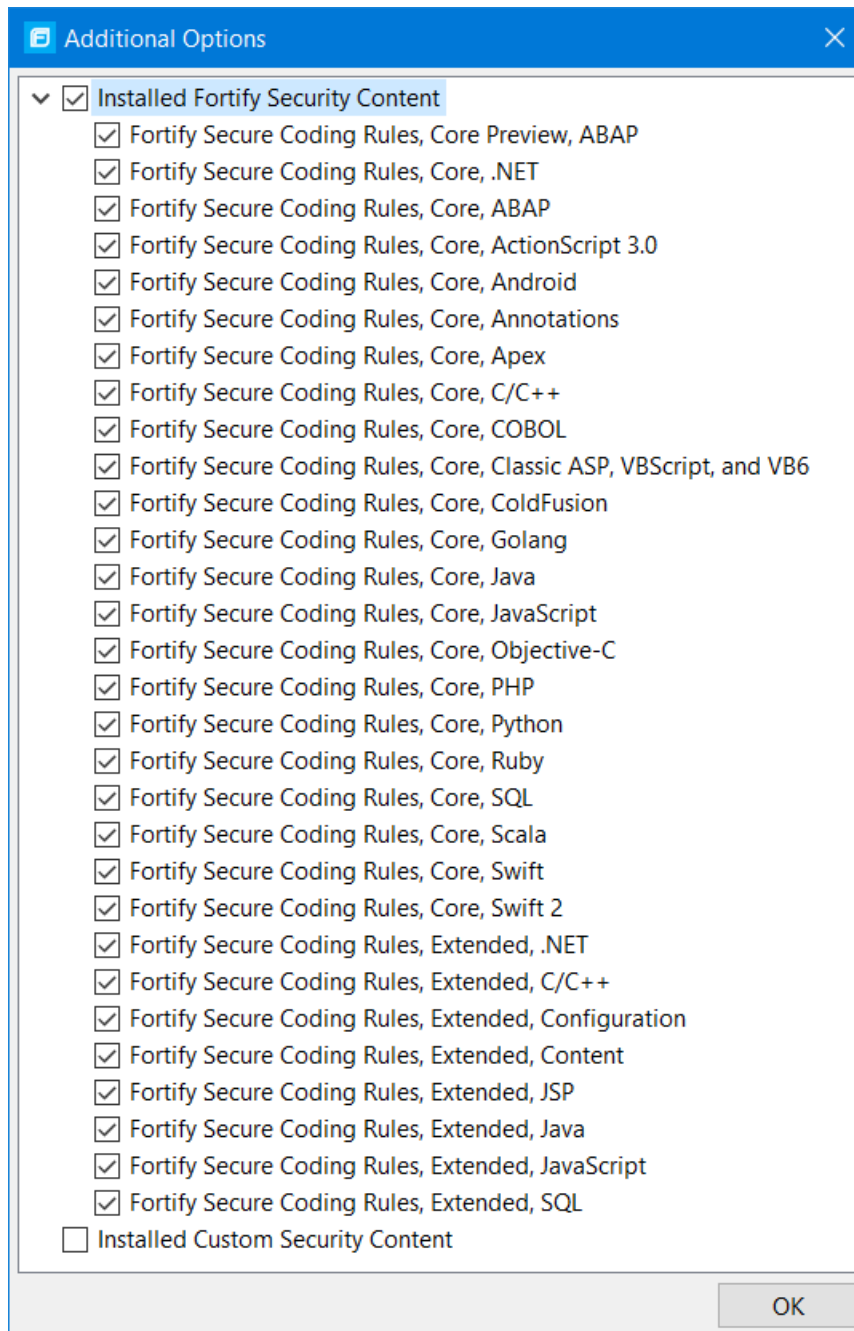 Additional Options
Installed Fortify Security Content
Fortify Secure Coding Rules, Core Preview, ABAP
Fortify Secure Coding Rules, Core, .NET
Fortify Secure Coding Rules, Core, ABAP
Fortify Secure Coding Rules, Core, ActionScript 3.0
Fortify Secure Coding Rules, Core, Android
Fortify Secure Coding Rules, Core, Annotations
Fortify Secure Coding Rules, Core, Apex
Fortify Secure Coding Rules, Core, C/C++
Fortify Secure Coding Rules, Core, COBOL
Fortify Secure Coding Rules, Core, Classic ASP, VBScript, and VB6
Fortify Secure Coding Rules, Core, ColdFusion
Fortify Secure Coding Rules, Core, Golang
Fortify Secure Coding Rules, Core, Java
Fortify Secure Coding Rules, Core, JavaScript
Fortify Secure Coding Rules, Core, Objective-C
Fortify Secure Coding Rules, Core, PHP
Fortify Secure Coding Rules, Core, Python
Fortify Secure Coding Rules, Core, Ruby
Fortify Secure Coding Rules, Core, SQL
Fortify Secure Coding Rules, Core, Scala
Fortify Secure Coding Rules, Core, Swift
Fortify Secure Coding Rules, Core, Swift 2
Fortify Secure Coding Rules, Extended, .NET
Fortify Secure Coding Rules, Extended, C/C++
Fortify Secure Coding Rules, Extended, Configuration
Fortify Secure Coding Rules, Extended, Content
Fortify Secure Coding Rules, Extended, JSP
Fortify Secure Coding Rules, Extended, Java
Fortify Secure Coding Rules, Extended, JavaScript
Fortify Secure Coding Rules, Extended, SQL
Installed Custom Security Content
OK